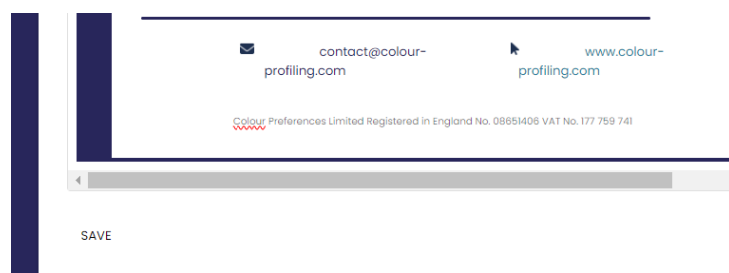 contact@colour- www.colour-
profiling.com profiling.com
Colour Preferences Limited Registered in England No. 08651406 VAT No. 177 759 741
SAVE